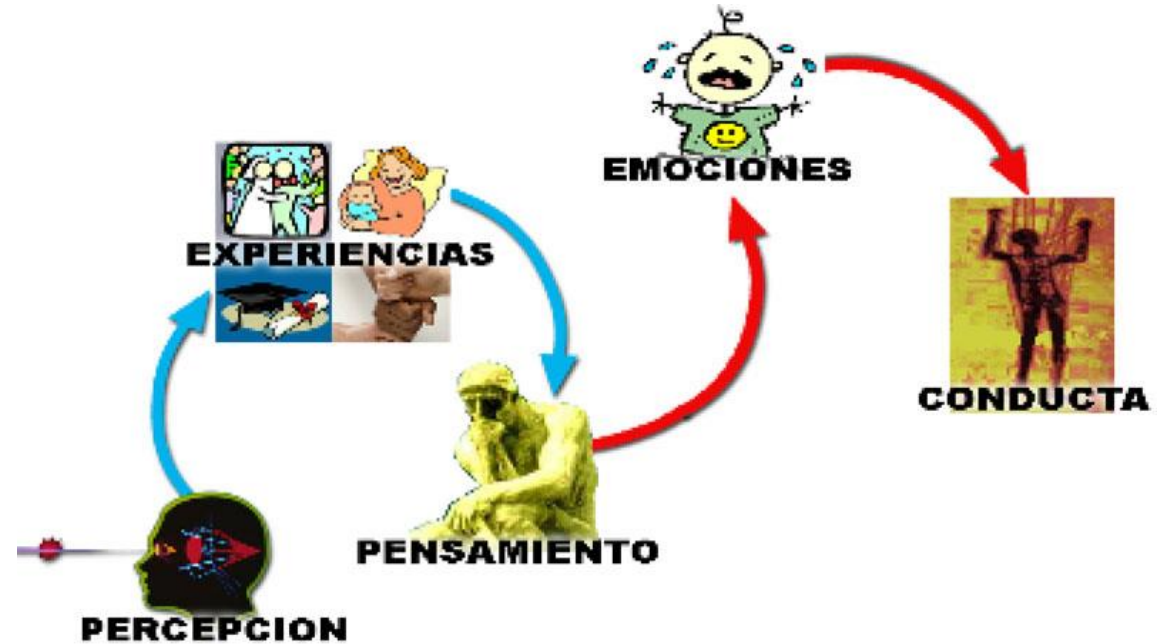 PERCEPCION
EXPERIENCIAS
PENSAMIENTO
EMOCIONES
CONDUCTA